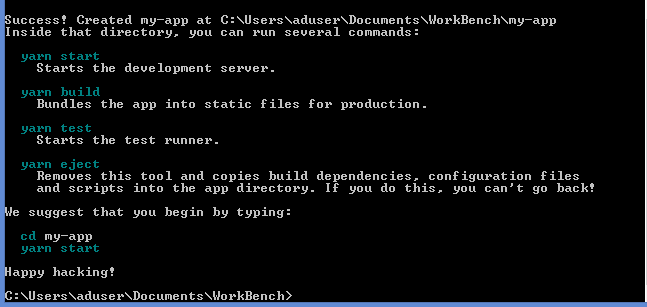 Success! Created my-app at C:\Users\aduser\Documents\WorkBench\my-app
Inside that directory, you can run several commands:
yarn start
Starts the development server.
yarn build
Bundles the app into static files for production.
yarn test
Starts the test runner.
yarn eject
Removes this tool and copies build dependencies, configuration files
and scripts into the app directory. If you do this, you can't go back!
We suggest that you begin by typing:
cd my-app
yarn start
Happy hacking!
C:\Users\aduser\Documents\WorkBench>